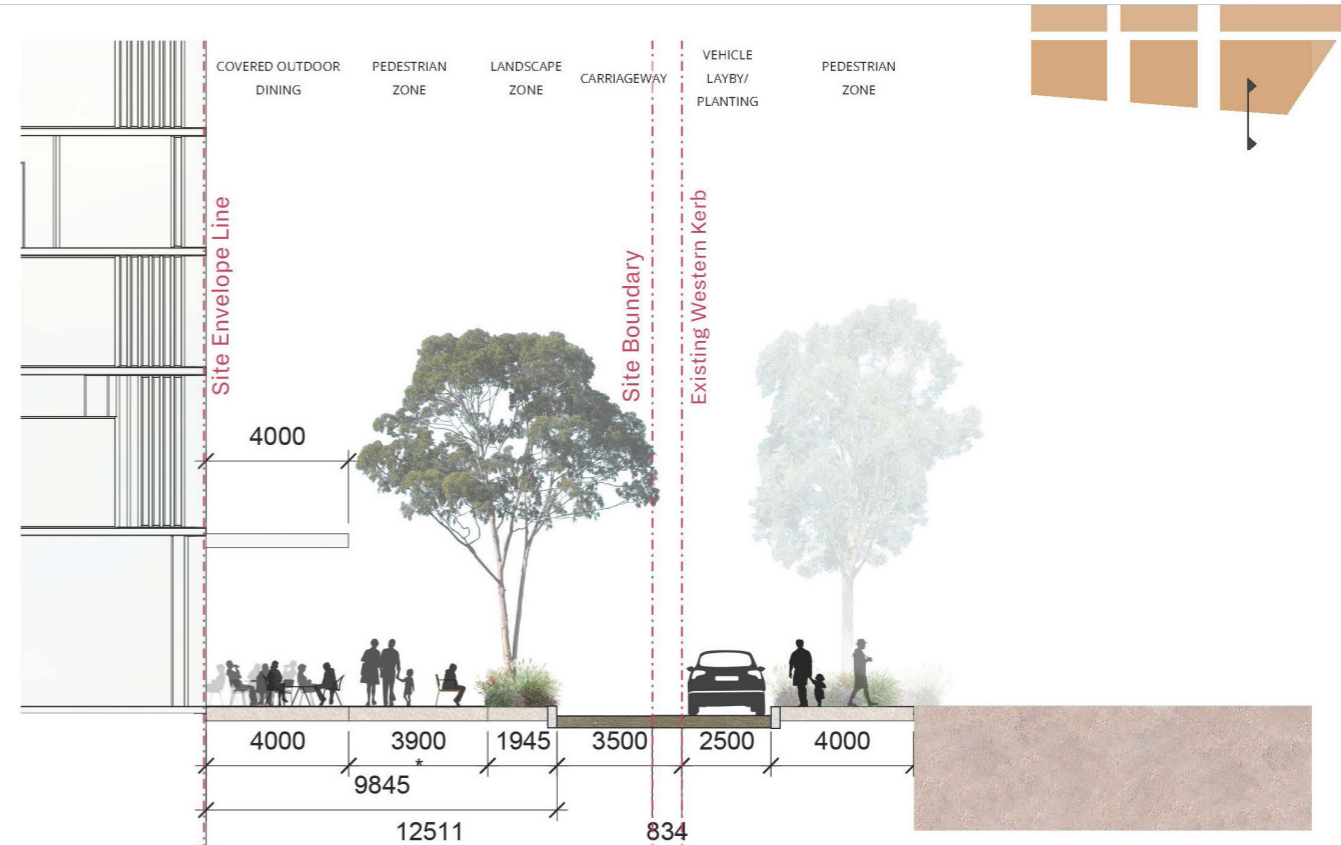 COVERED OUTDOOR
DINING
PEDESTRIAN
ZONE
LANDSCAPE
ZONE
CARRIAGEWAY
VEHICLE
LAYBY/
PLANTING
PEDESTRIAN
ZONE
Site Envelope Line
Site Boundary
Existing Western Kerb
4000
4000
3900
*
1945
3500
2500
4000
9845
12511
834